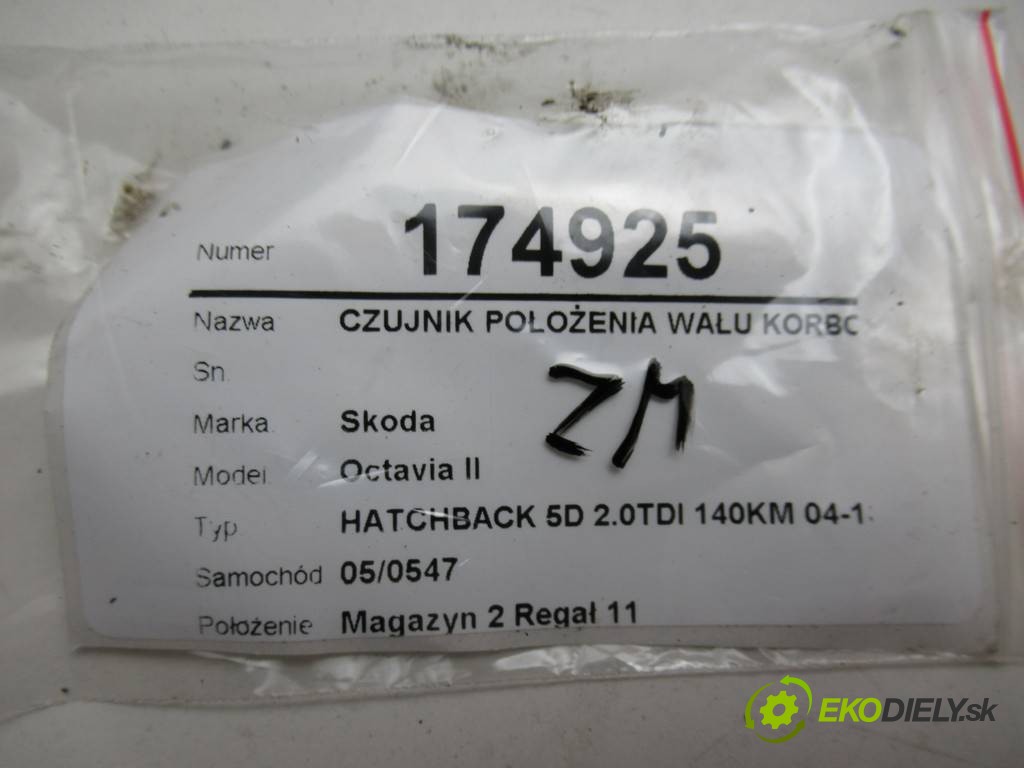 Numer 174925
Nazwa CZUJNIK POŁOŻENIA WAŁU KORBO
Sn.
Marka Skoda
Model Octavia II
Typ HATCHBACK 5D 2.0TDI 140KM 04-13
Samochód 05/0547
Położenie Magazyn 2 Regał 11
ZM
EKODIELY.sk